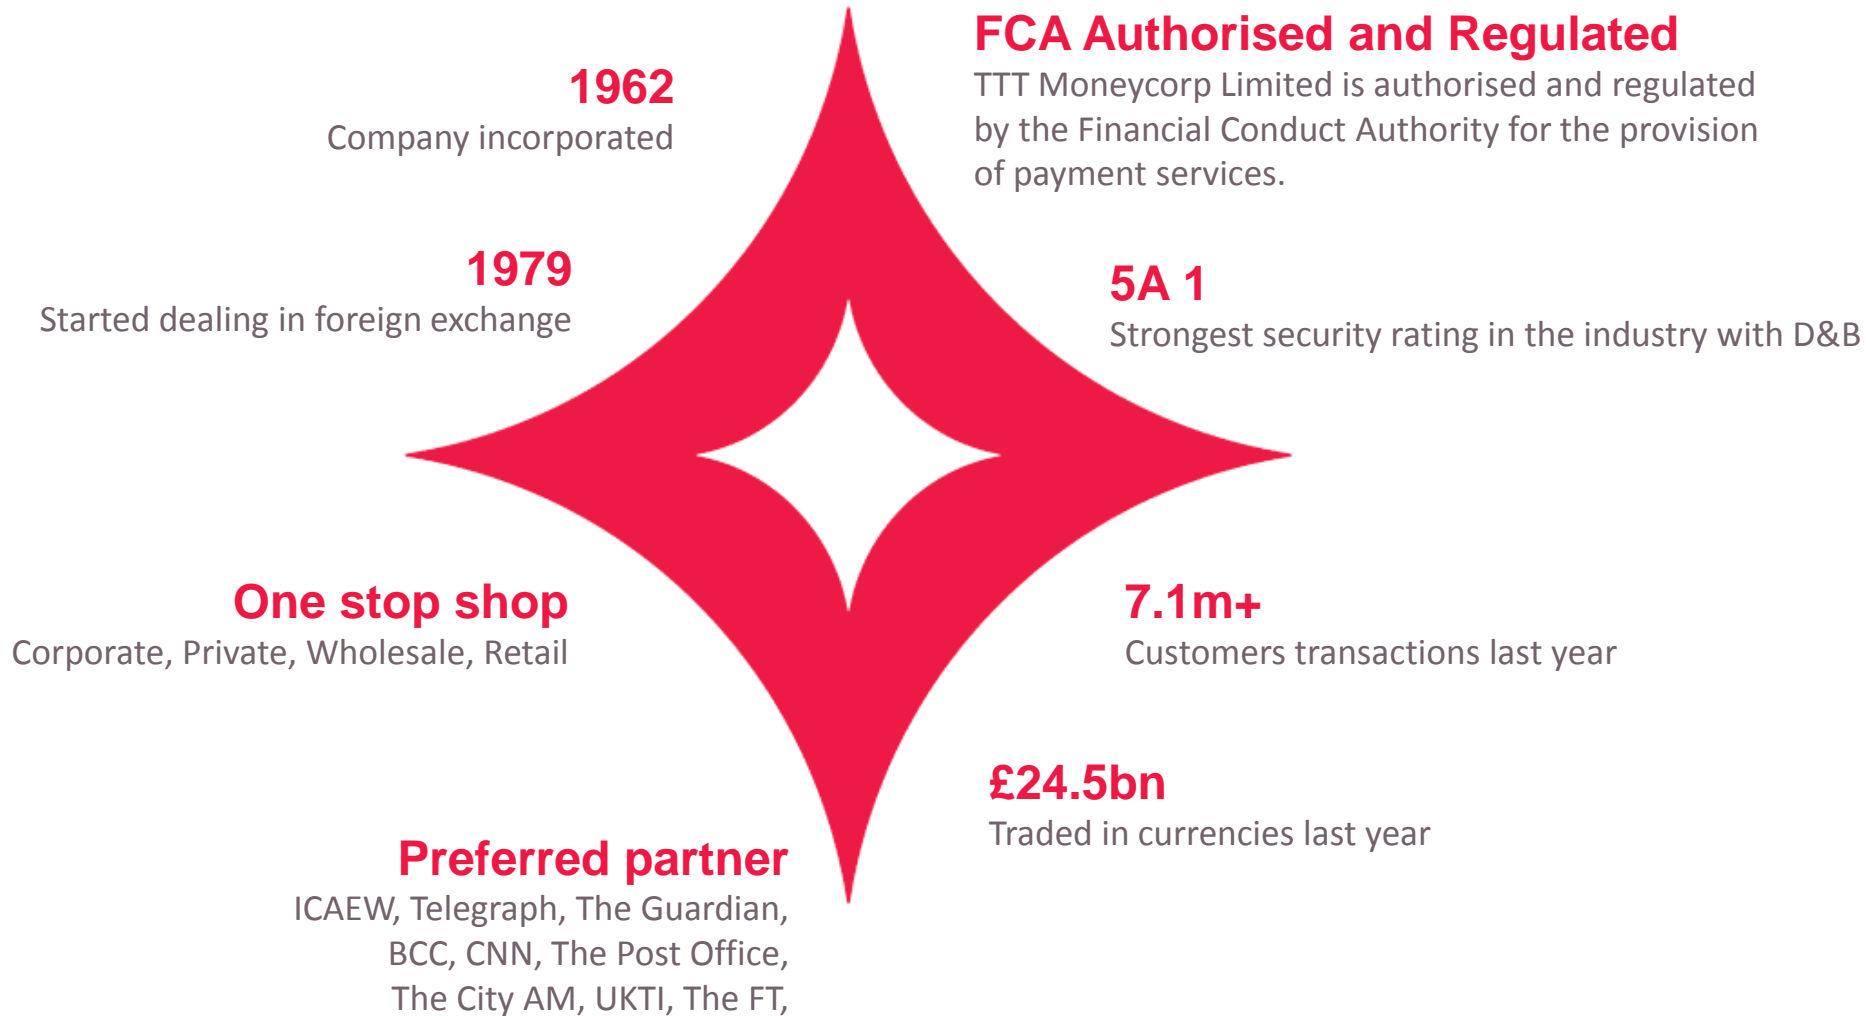 1962
Company incorporated
1979
Started dealing in foreign exchange
One stop shop
Corporate, Private, Wholesale, Retail
Preferred partner
ICAEW, Telegraph, The Guardian,
BCC, CNN, The Post Office,
The City AM, UKTI, The FT,
FCA Authorised and Regulated
TTT Moneycorp Limited is authorised and regulated
by the Financial Conduct Authority for the provision
of payment services.
5A 1
Strongest security rating in the industry with D&B
7.1m+
Customers transactions last year
£24.5bn
Traded in currencies last year